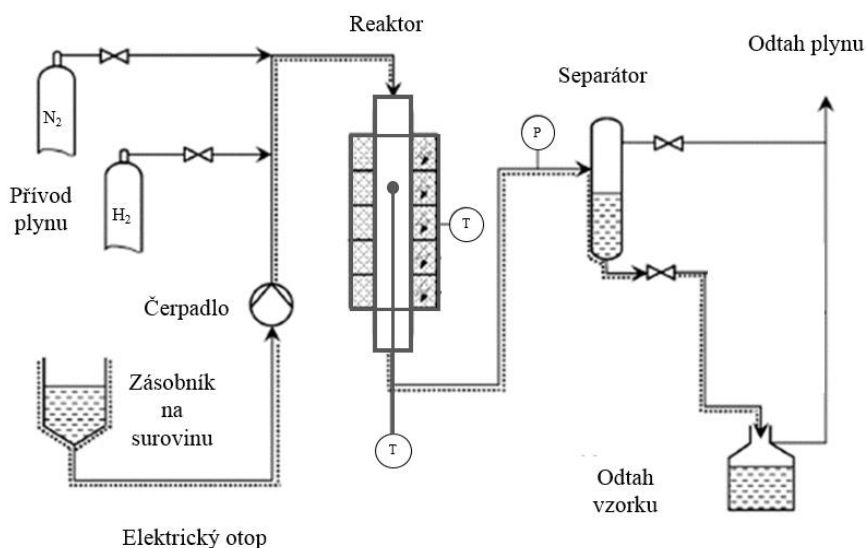 Reaktor
Odtah plynu
Separátor
N₂
P
Přívod
plynu
H₂
T
Čerpadlo
Zásobník
na
surovinu
T
Odtah
vzorku
Elektrický otop